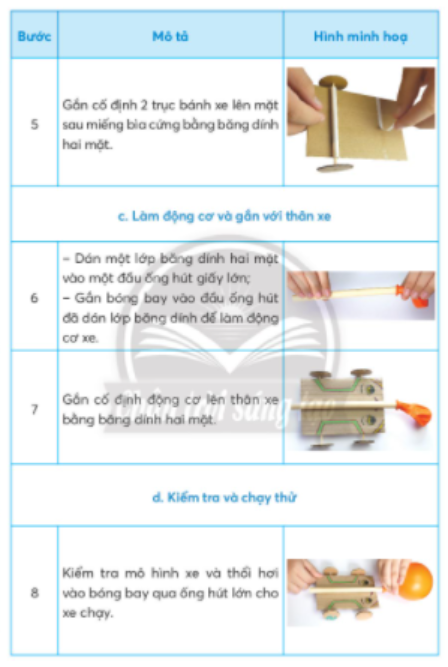 Bước Mô tả Hình minh hoạ
5
Gắn cố định 2 trục bánh xe lên mặt
sau miếng bìa cứng bằng băng dính
hai mặt.
c. Làm động cơ và gắn với thân xe
6
– Dán một lớp băng dính hai mặt
vào một đầu ống hút giấy lớn;
– Gắn bóng bay vào đầu ống hút
đã dán lớp băng dính để làm động
cơ xe.
7
Gắn cố định động cơ lên thân xe
bằng băng dính hai mặt.
Chân trời sáng tạo
d. Kiểm tra và chạy thử
8
Kiểm tra mô hình xe và thổi hơi
vào bóng bay qua ống hút lớn cho
xe chạy.